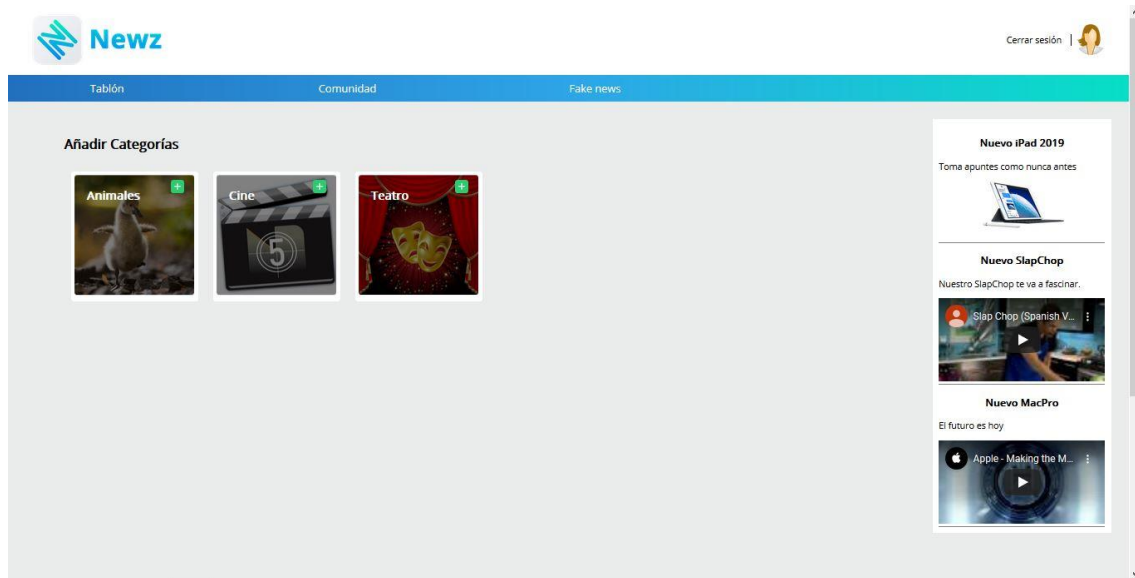 Newz
Cerrar sesión |
Tablón
Comunidad
Fake news
Añadir Categorías
Animales
+
Cine
+
Teatro
+
5
Nuevo iPad 2019
Toma apuntes como nunca antes
Nuevo SlapChop
Nuestro SlapChop te va a fascinar.
Slap Chop (Spanish V...
Nuevo MacPro
El futuro es hoy
Apple - Making the M...